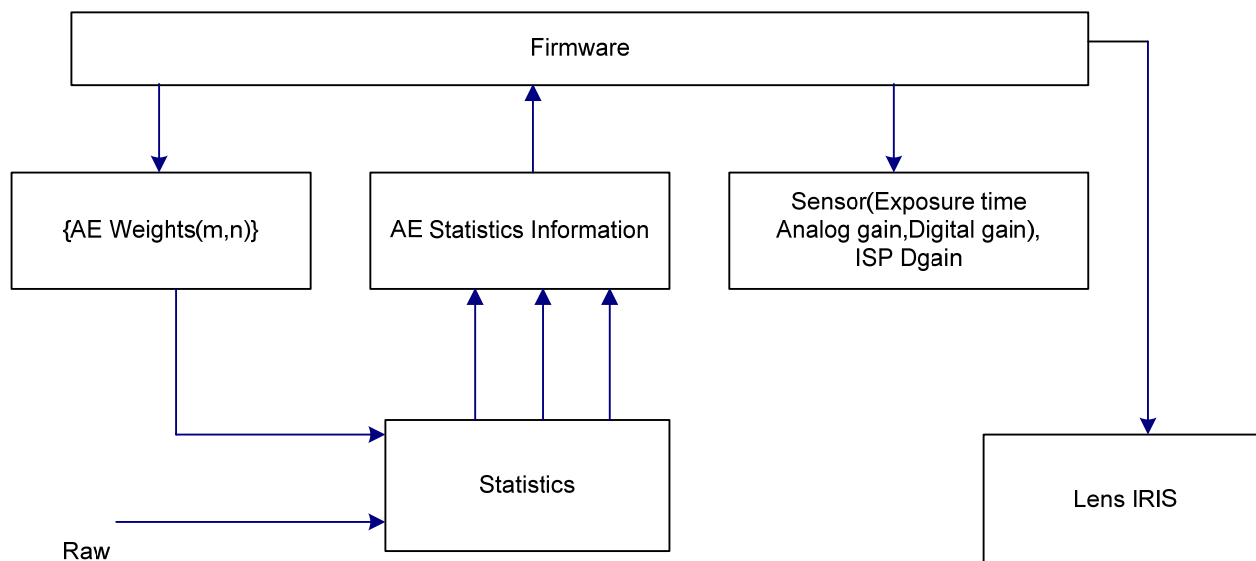 Firmware
{AE Weights(m,n)}
AE Statistics Information
Sensor(Exposure time
Analog gain,Digital gain),
ISP Dgain
Statistics
Lens IRIS
Raw